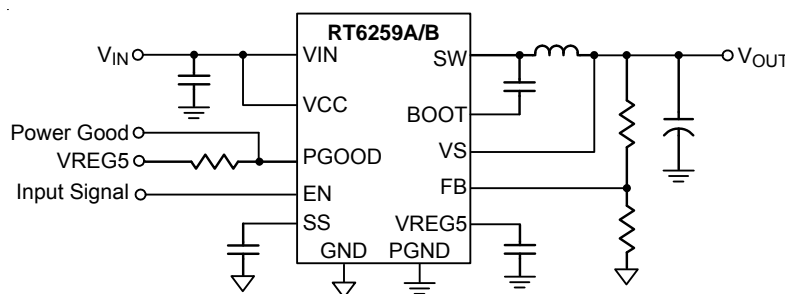 RT6259A/B
VIN
VIN
SW
VOUT
VCC
BOOT
Power Good
VREG5
PGOOD
VS
Input Signal
EN
FB
SS
VREG5
GND
PGND